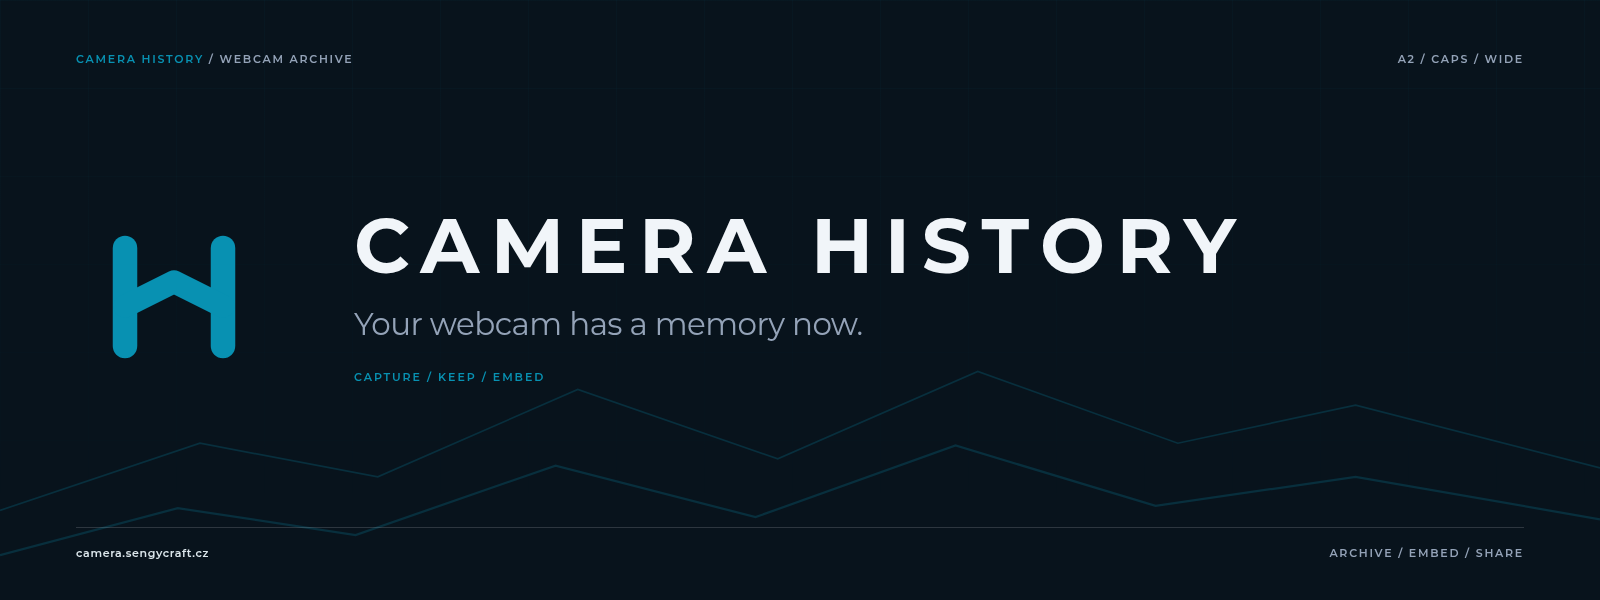 CAMERA HISTORY / WEBCAM ARCHIVE
A2 / CAPS / WIDE
CAMERA HISTORY
Your webcam has a memory now.
CAPTURE / KEEP / EMBED
camera.sengycraft.cz
ARCHIVE / EMBED / SHARE